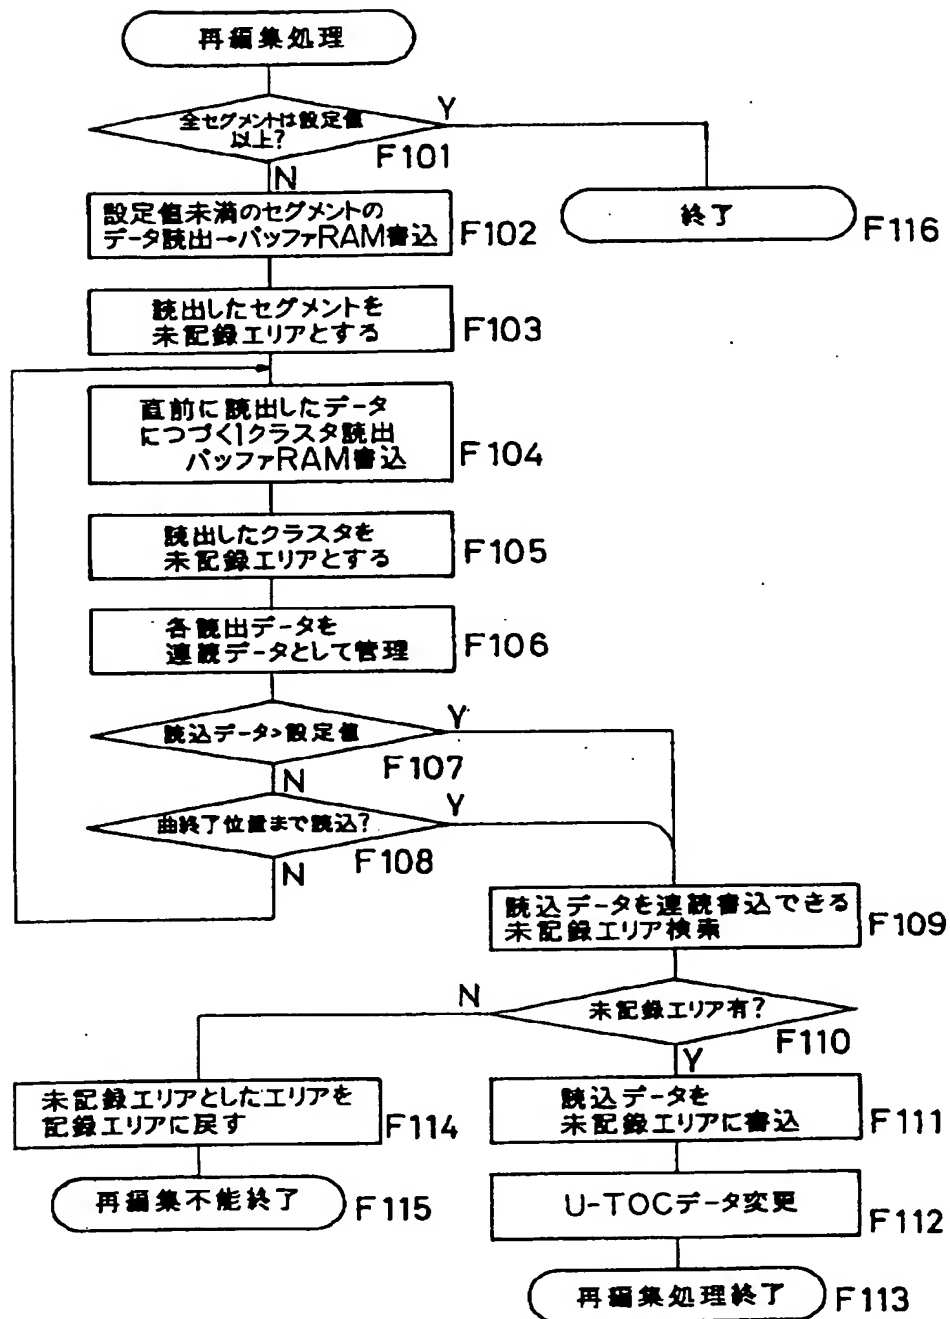 再編集処理
全セグメントは設定値
以上?
Y
F101
N
設定値未満のセグメントの
データ読出→バッファRAM書込
F102
終了
F116
読出したセグメントを
未記録エリアとする
F103
直前に読出したデータ
につづく1クラスタ読出
バッファRAM書込
F104
読出したクラスタを
未記録エリアとする
F105
各読出データを
連続データとして管理
F106
読込データ>設定値
Y
F107
N
曲終了位置まで読込?
Y
F108
N
読込データを連続書込できる
未記録エリア検索
F109
N
未記録エリア有?
F110
Y
未記録エリアとしたエリアを
記録エリアに戻す
F114
読込データを
未記録エリアに書込
F111
再編集不能終了
F115
U-TOCデータ変更
F112
再編集処理終了
F113